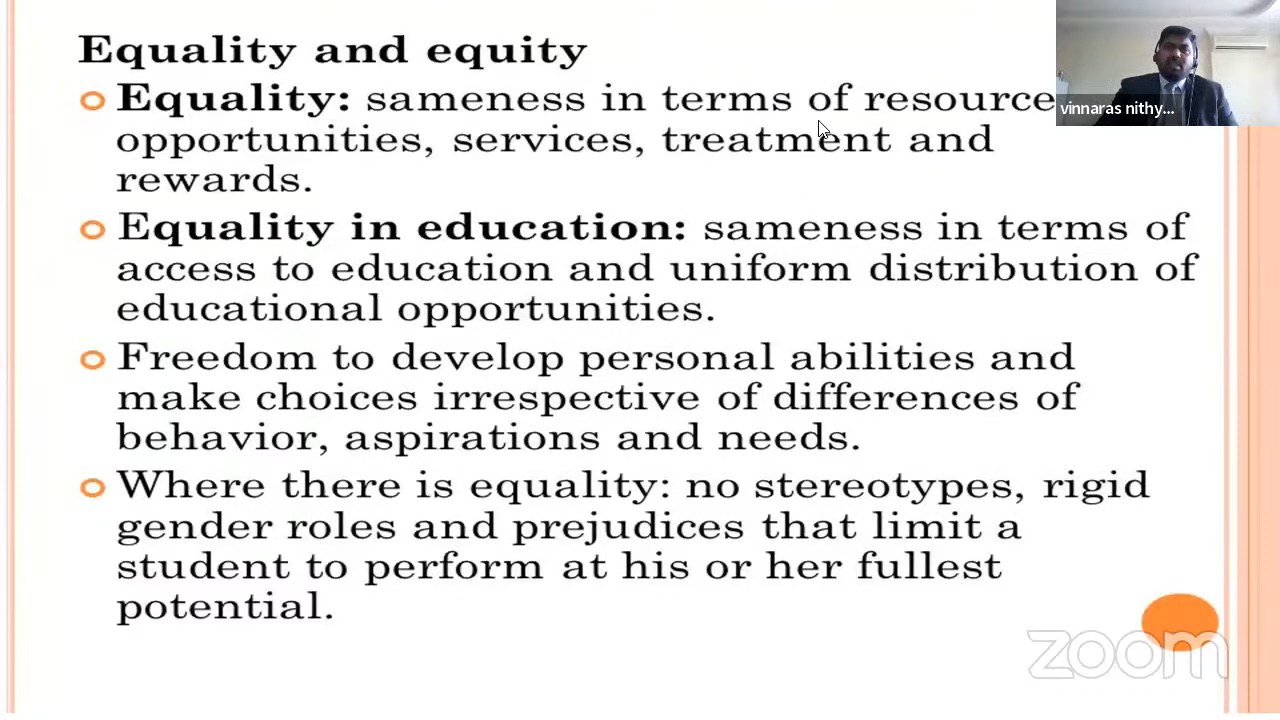 Equality and equity
Equality: sameness in terms of resource
opportunities, services, treatment and
rewards.
Equality in education: sameness in terms of
access to education and uniform distribution of
educational opportunities.
Freedom to develop personal abilities and
make choices irrespective of differences of
behavior, aspirations and needs.
Where there is equality: no stereotypes, rigid
gender roles and prejudices that limit a
student to perform at his or her fullest
potential.
vinnaras nithy...
zoom